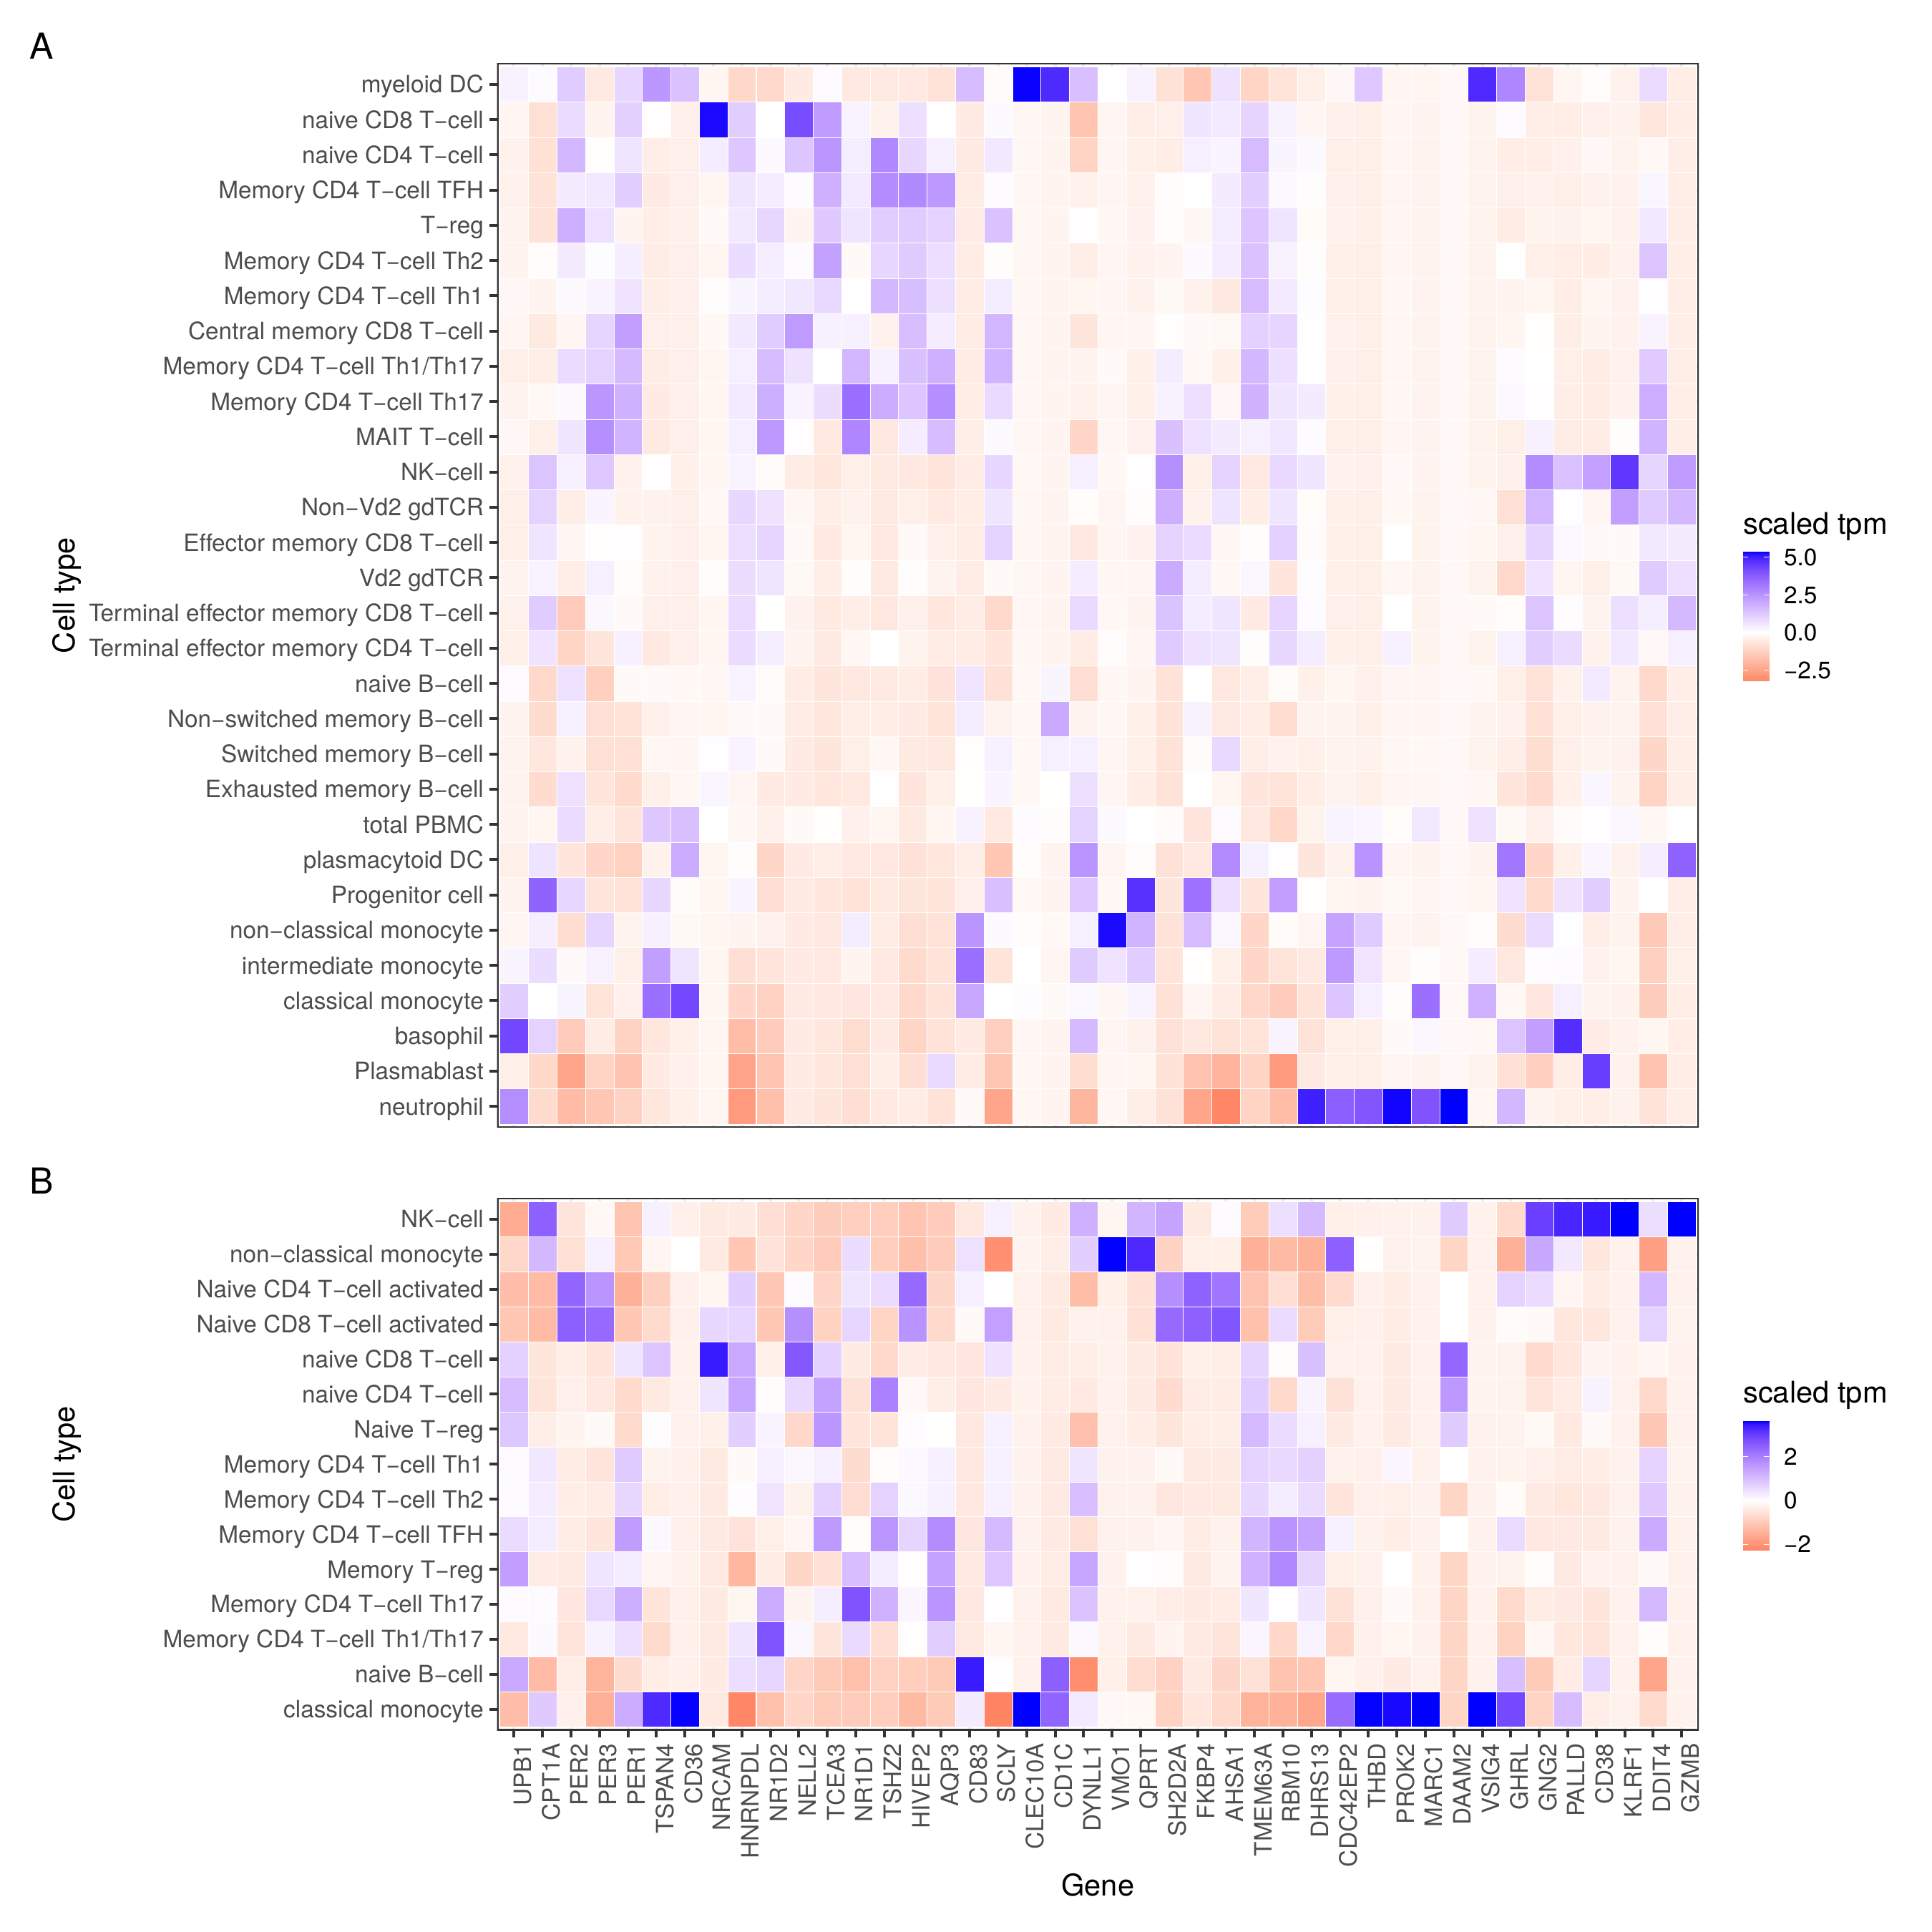 A
myeloid DC
naive CD8 T−cell
naive CD4 T−cell
Memory CD4 T−cell TFH
T−reg
Memory CD4 T−cell Th2
Memory CD4 T−cell Th1
Central memory CD8 T−cell
Memory CD4 T−cell Th1/Th17
Memory CD4 T−cell Th17
MAIT T−cell
NK−cell
Non−Vd2 gdTCR
Effector memory CD8 T−cell
Vd2 gdTCR
Terminal effector memory CD8 T−cell
Terminal effector memory CD4 T−cell
naive B−cell
Non−switched memory B−cell
Switched memory B−cell
Exhausted memory B−cell
total PBMC
plasmacytoid DC
Progenitor cell
non−classical monocyte
intermediate monocyte
classical monocyte
basophil
Plasmablast
neutrophil
Cell type
scaled tpm
5.0
2.5
0.0
−2.5
B
NK−cell
non−classical monocyte
Naive CD4 T−cell activated
Naive CD8 T−cell activated
naive CD8 T−cell
naive CD4 T−cell
Naive T−reg
Memory CD4 T−cell Th1
Memory CD4 T−cell Th2
Memory CD4 T−cell TFH
Memory T−reg
Memory CD4 T−cell Th17
Memory CD4 T−cell Th1/Th17
naive B−cell
classical monocyte
Cell type
scaled tpm
2
0
−2
UPB1
CPT1A
PER2
PER3
PER1
TSPAN4
CD36
NRCAM
HNRNPDL
NR1D2
NELL2
TCEA3
NR1D1
TSHZ2
HIVEP2
AQP3
CD83
SCLY
CLEC10A
CD1C
DYNLL1
VMO1
QPRT
SH2D2A
FKBP4
AHSA1
TMEM63A
RBM10
DHRS13
CDC42EP2
THBD
PROK2
MARC1
DAAM2
VSIG4
GHRL
GNG2
PALLD
CD38
KLRF1
DDIT4
GZMB
Gene